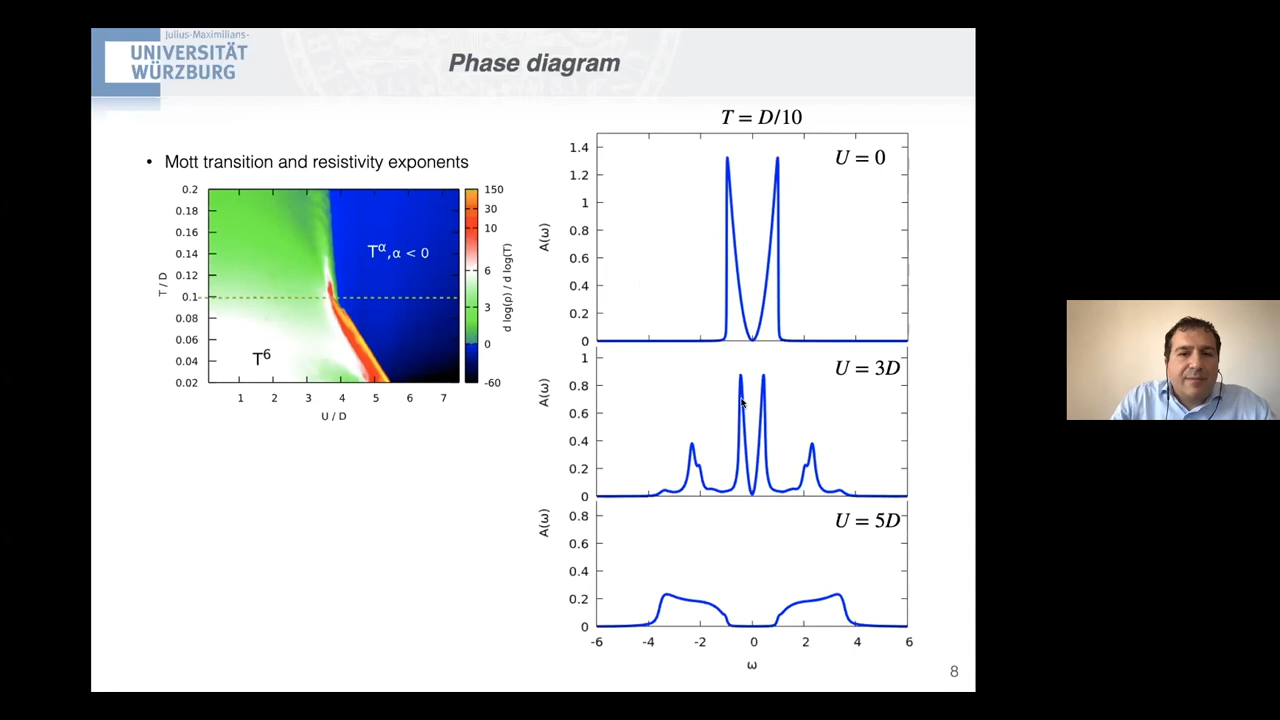 Julius-Maximilians-
UNIVERSITÄT
WÜRZBURG
Phase diagram
• Mott transition and resistivity exponents
T / D
0.2
0.18
0.16
0.14
0.12
0.1
0.08
0.06
0.04
0.02
T^α, α < 0
T^6
1 2 3 4 5 6 7
U / D
150
30
10
6
3
0
-60
d log(ρ) / d log(T)
T = D/10
U = 0
A(ω)
1.4
1.2
1
0.8
0.6
0.4
0.2
0
U = 3D
A(ω)
1
0.8
0.6
0.4
0.2
0
U = 5D
A(ω)
0.8
0.6
0.4
0.2
0
-6 -4 -2 0 2 4 6
ω
8